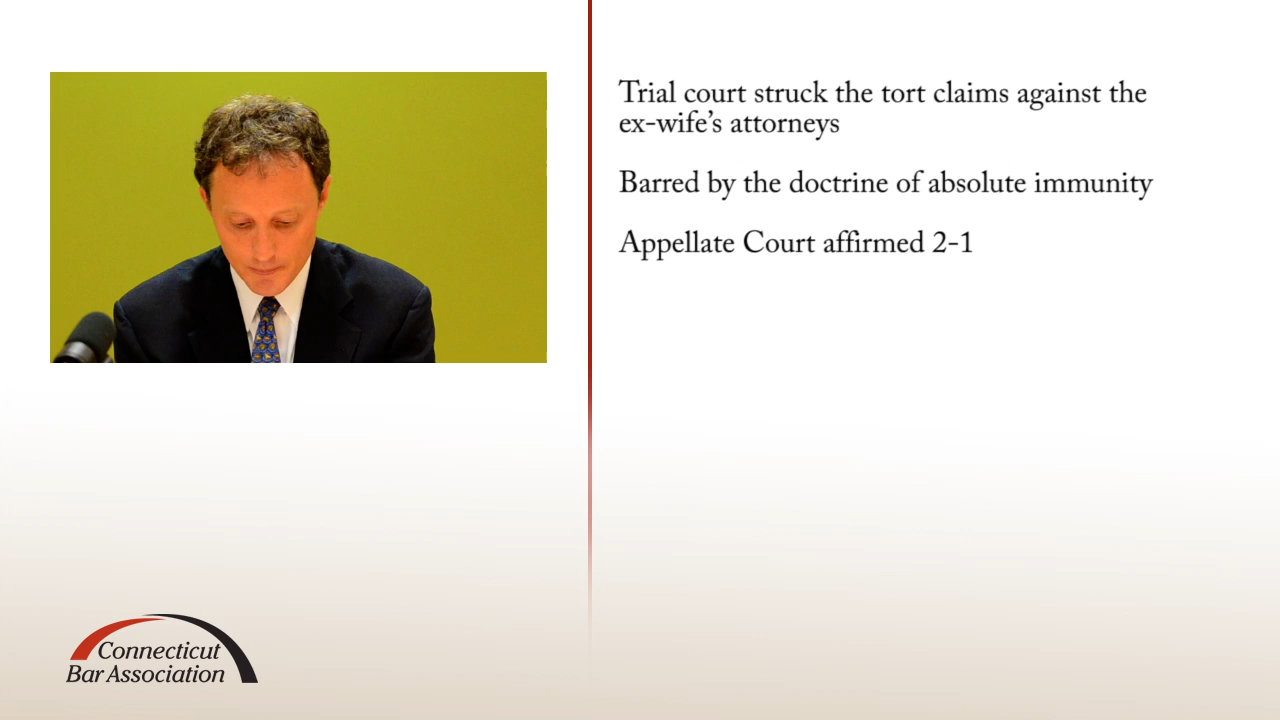 Trial court struck the tort claims against the
ex-wife's attorneys
Barred by the doctrine of absolute immunity
Appellate Court affirmed 2-1
Connecticut
Bar Association